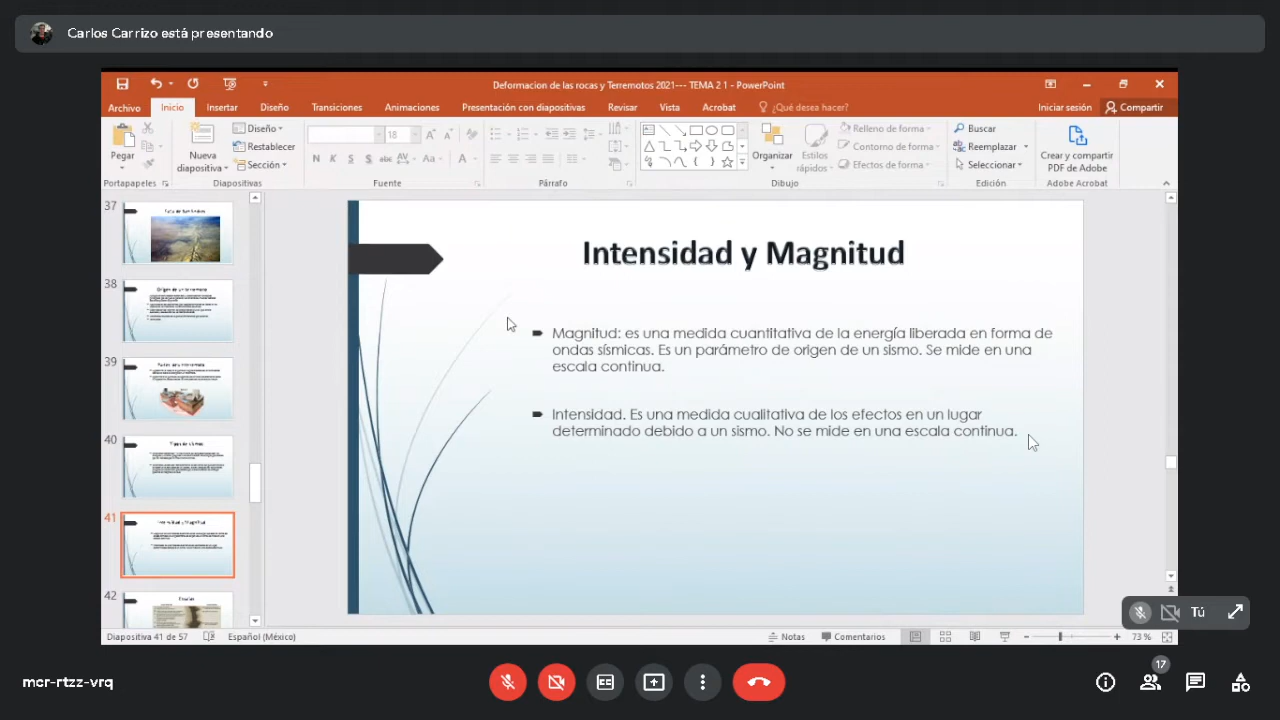 Carlos Carrizo está presentando
Deformacion de las rocas y Terremotos 2021--- TEMA 2 1 - PowerPoint
Archivo Inicio Insertar Diseño Transiciones Animaciones Presentación con diapositivas Revisar Vista Acrobat ¿Qué desea hacer? Iniciar sesión Compartir
Pegar
Nueva diapositiva
Diseño
Restablecer
Sección
18
N K S S abc AV Aa A
Organizar
Estilos rápidos
Relleno de forma
Contorno de forma
Efectos de forma
Buscar
Reemplazar
Seleccionar
Crear y compartir
PDF de Adobe
Portapapeles Diapositivas Fuente Párrafo Dibujo Edición Adobe Acrobat
37
38
39
40
41
Intensidad y Magnitud
42
Intensidad y Magnitud
Magnitud: es una medida cuantitativa de la energía liberada en forma de
ondas sísmicas. Es un parámetro de origen de un sismo. Se mide en una
escala continua.
Intensidad. Es una medida cualitativa de los efectos en un lugar
determinado debido a un sismo. No se mide en una escala continua.
Tú
Diapositiva 41 de 57 Español (México) Notas Comentarios 73 %
mcr-rtzz-vrq
17